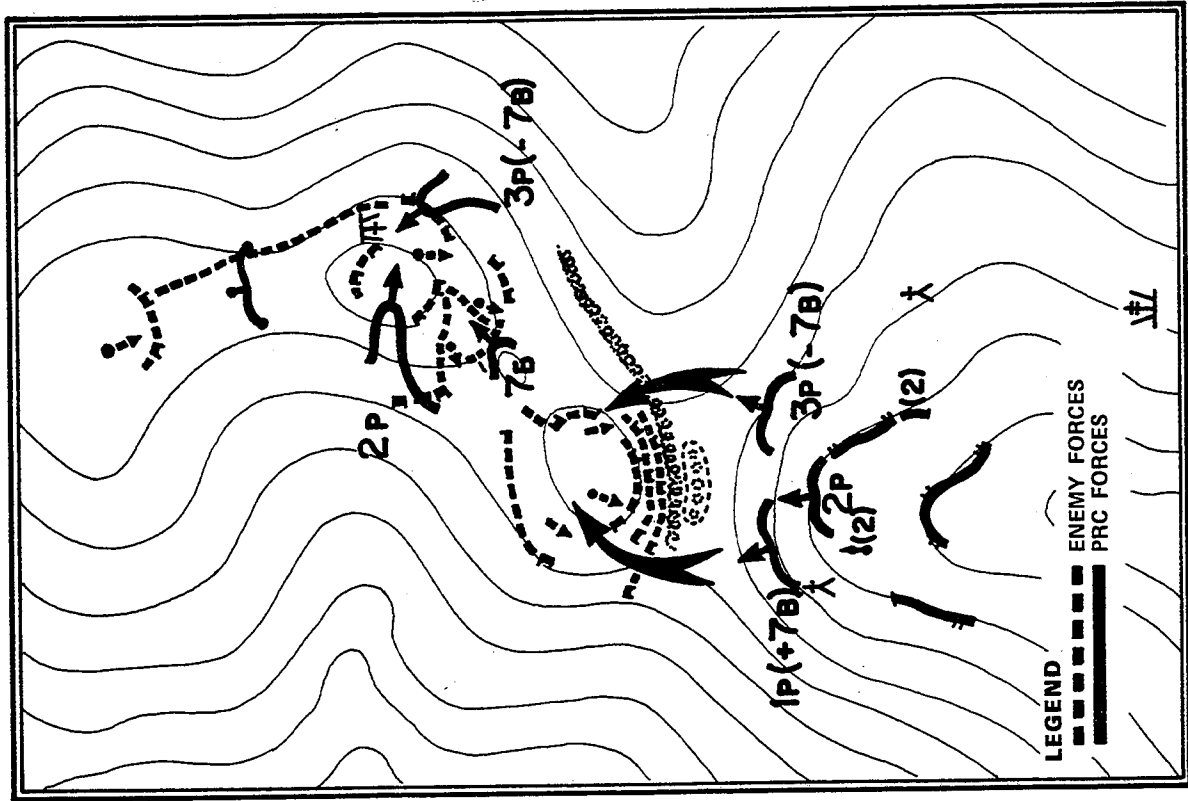 3P(-7B)
2P
7B
3P(-7B)
(2)
2P
(2)
1P(+7B)
LEGEND
ENEMY FORCES
PRC FORCES